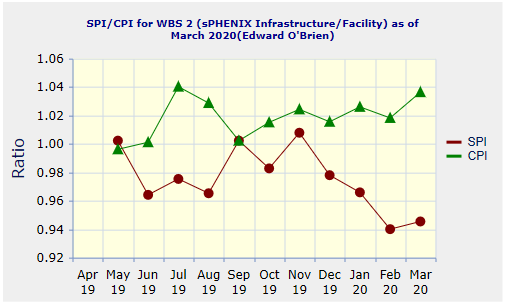 SPI/CPI for WBS 2 (sPHENIX Infrastructure/Facility) as of
March 2020(Edward O'Brien)
1.06
1.04
1.02
1.00
0.98
0.96
0.94
0.92
Ratio
SPI
CPI
Apr May Jun Jul Aug Sep Oct Nov Dec Jan Feb Mar
19 19 19 19 19 19 19 19 19 20 20 20